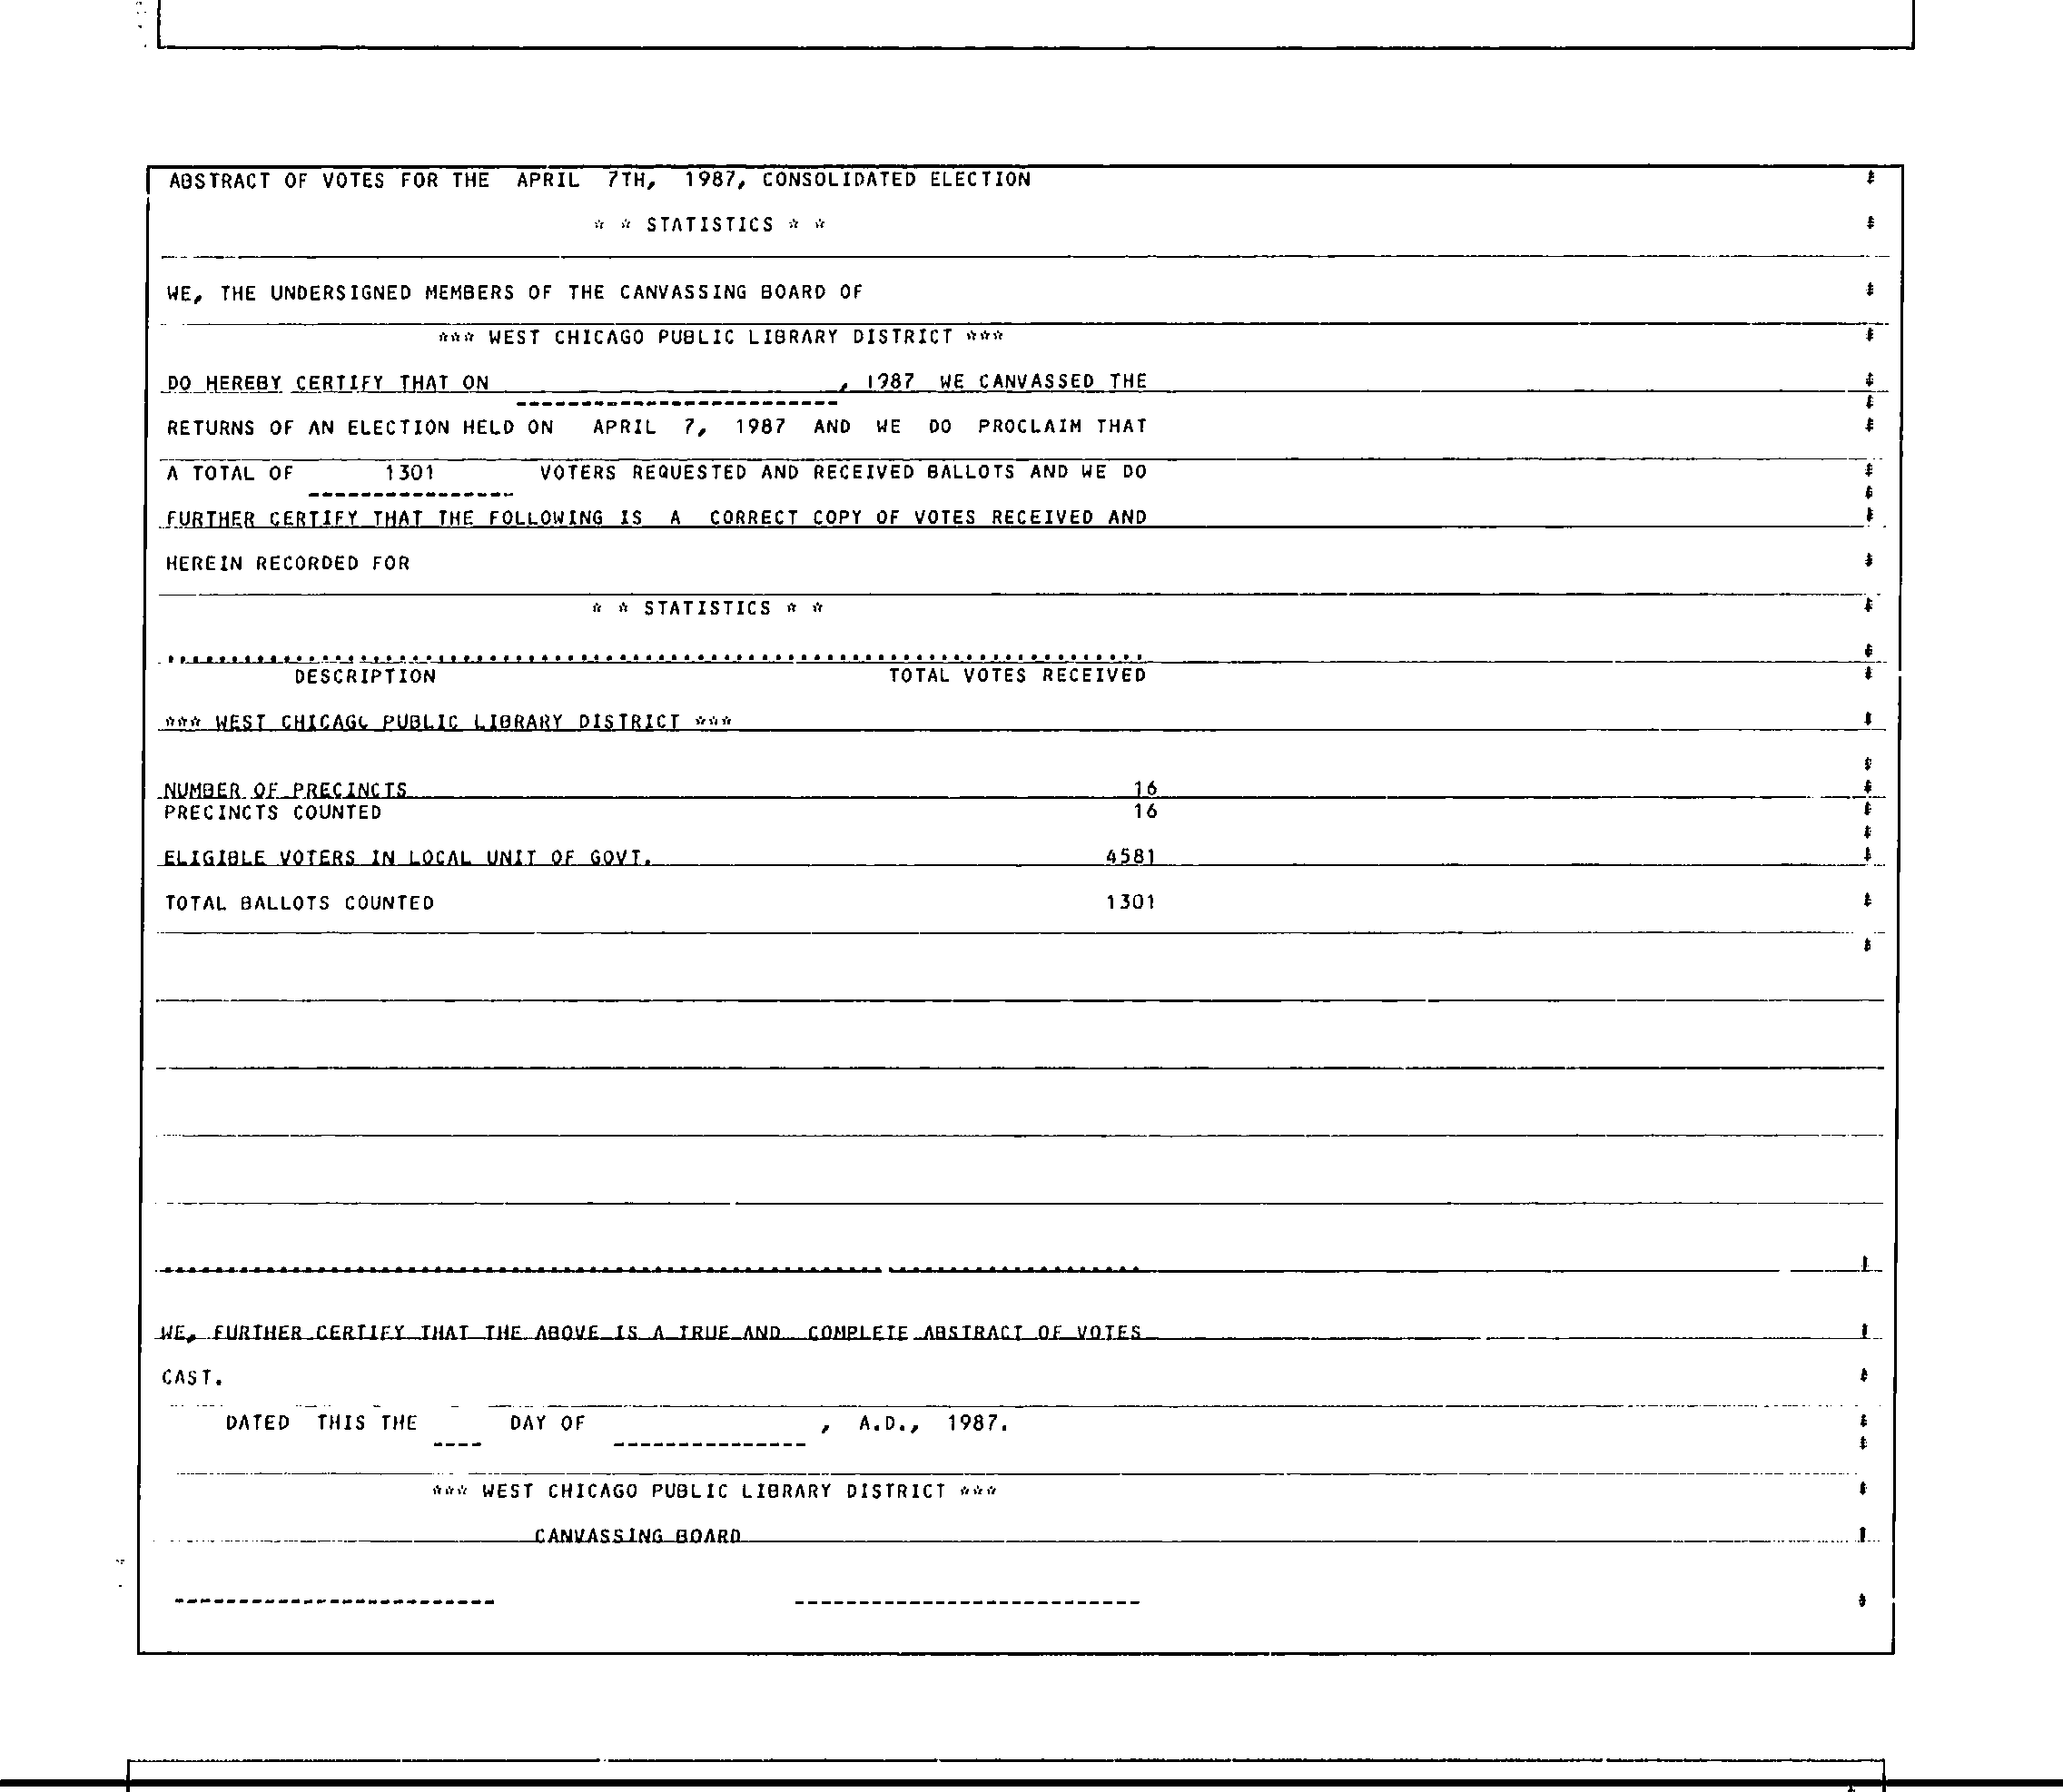 ABSTRACT OF VOTES FOR THE APRIL 7TH, 1987, CONSOLIDATED ELECTION
* * STATISTICS * *
WE, THE UNDERSIGNED MEMBERS OF THE CANVASSING BOARD OF
*** WEST CHICAGO PUBLIC LIBRARY DISTRICT ***
DO HEREBY CERTIFY THAT ON , 1987 WE CANVASSED THE
RETURNS OF AN ELECTION HELD ON APRIL 7, 1987 AND WE DO PROCLAIM THAT
A TOTAL OF 1301 VOTERS REQUESTED AND RECEIVED BALLOTS AND WE DO
FURTHER CERTIFY THAT THE FOLLOWING IS A CORRECT COPY OF VOTES RECEIVED AND
HEREIN RECORDED FOR
* * STATISTICS * *
DESCRIPTION TOTAL VOTES RECEIVED
*** WEST CHICAGO PUBLIC LIBRARY DISTRICT ***
NUMBER OF PRECINCTS 16
PRECINCTS COUNTED 16
ELIGIBLE VOTERS IN LOCAL UNIT OF GOVT. 4581
TOTAL BALLOTS COUNTED 1301
WE, FURTHER CERTIFY THAT THE ABOVE IS A TRUE AND COMPLETE ABSTRACT OF VOTES
CAST.
DATED THIS THE DAY OF , A.D., 1987.
*** WEST CHICAGO PUBLIC LIBRARY DISTRICT ***
CANVASSING BOARD